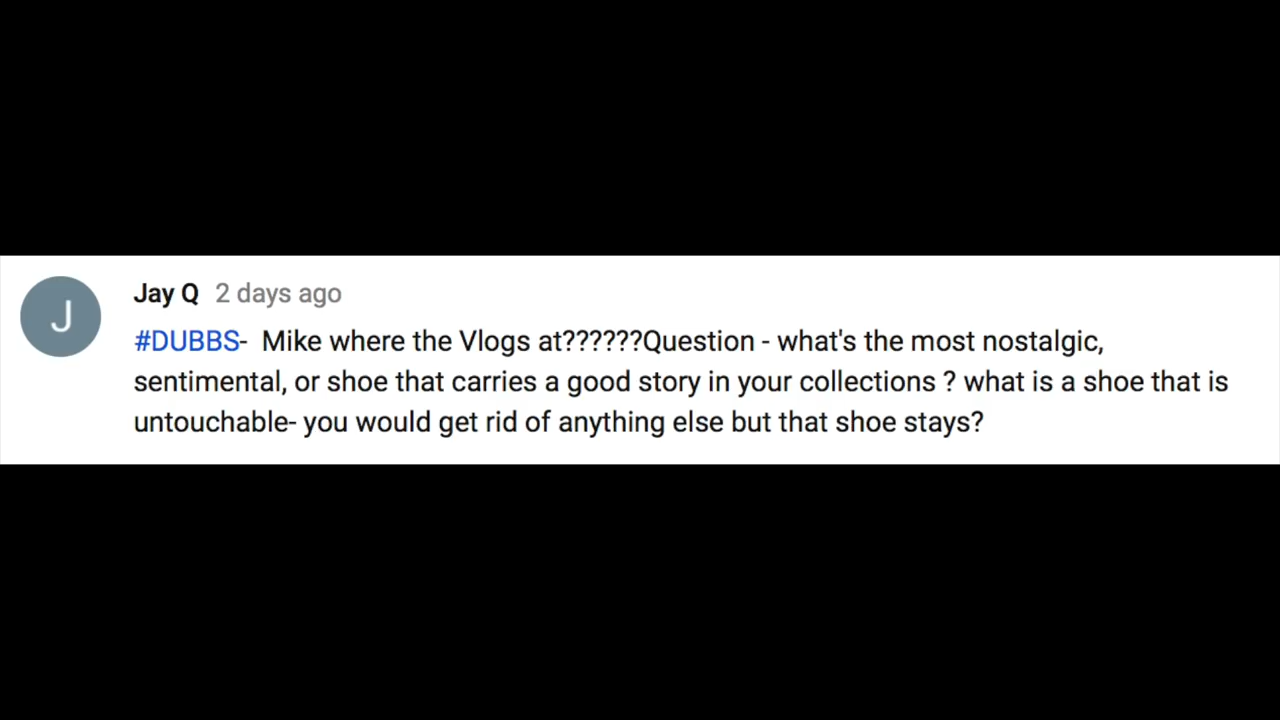 J
Jay Q 2 days ago
#DUBBS- Mike where the Vlogs at??????Question - what's the most nostalgic,
sentimental, or shoe that carries a good story in your collections ? what is a shoe that is
untouchable- you would get rid of anything else but that shoe stays?